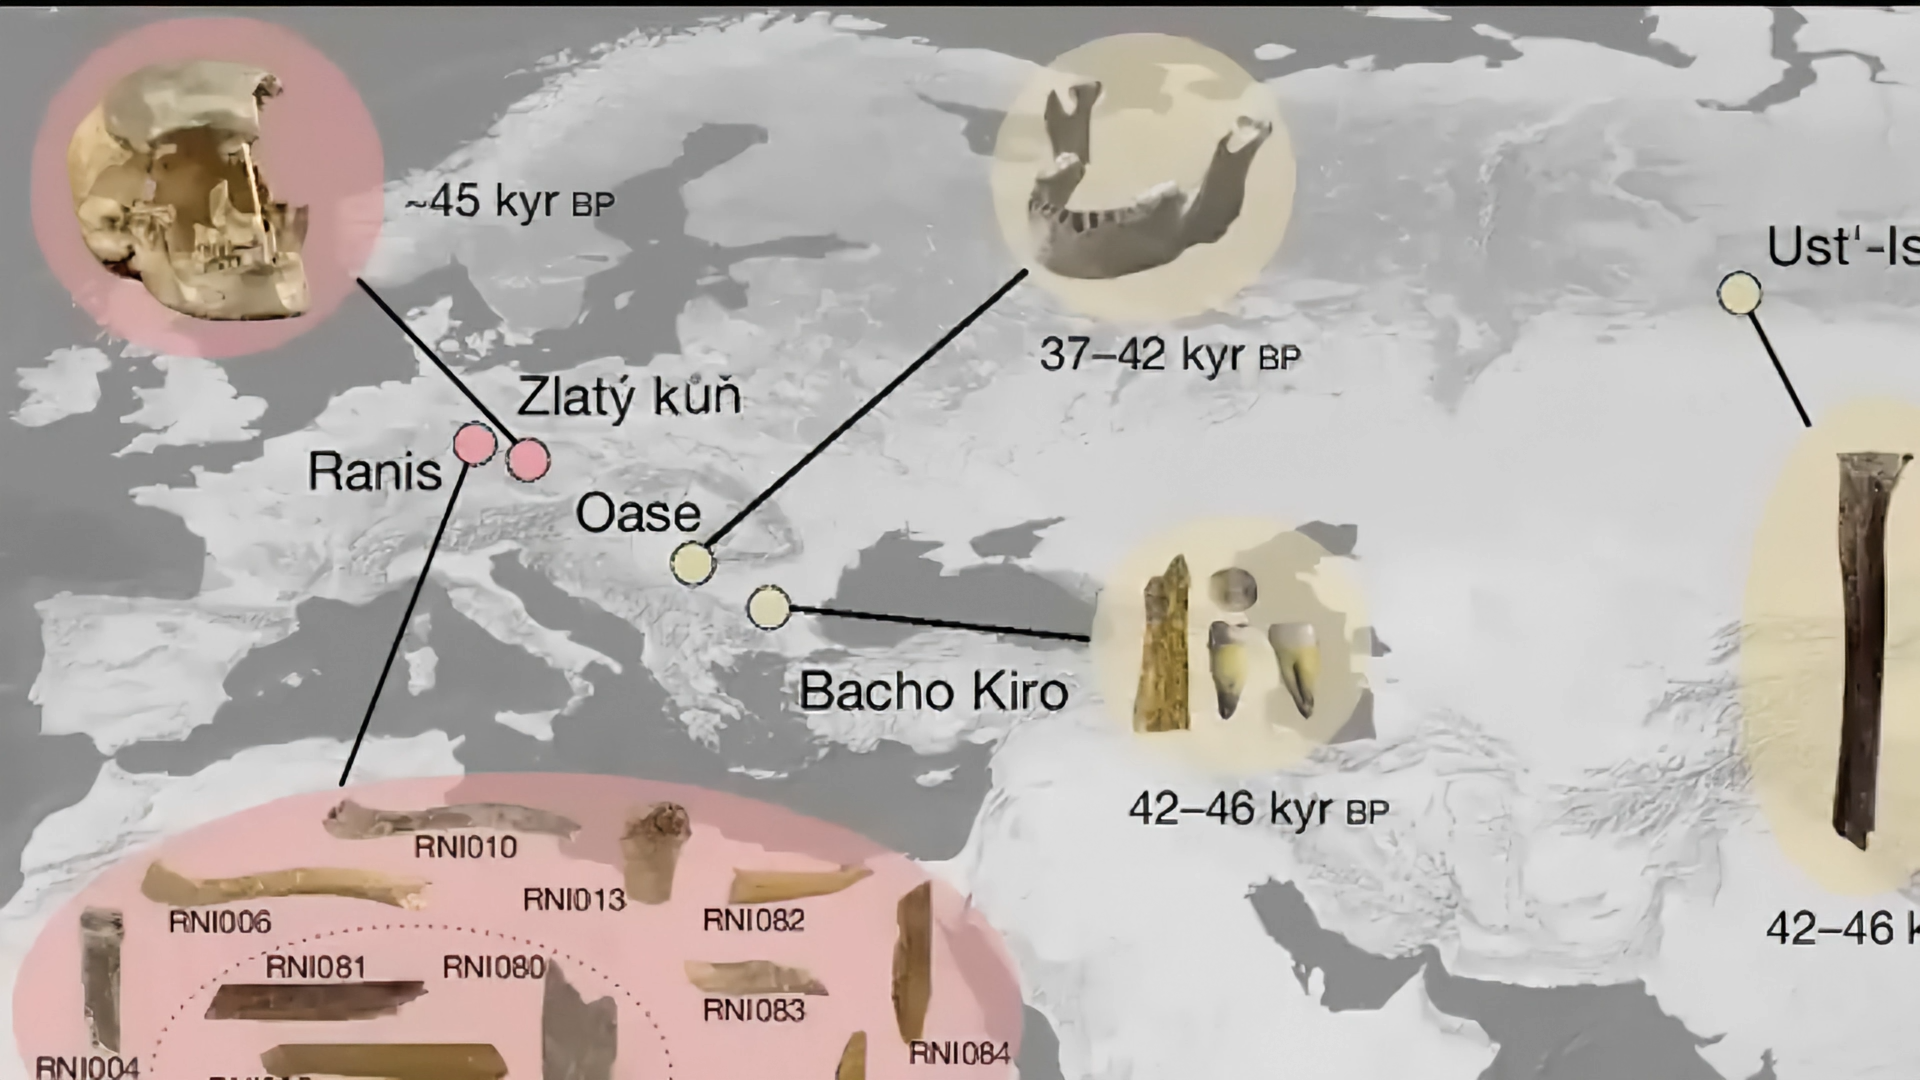 ~45 kyr BP
Ust'-Is
37–42 kyr BP
Zlatý kůň
Ranis
Oase
Bacho Kiro
42–46 kyr BP
RNI010
RNI013
RNI006
RNI082
42–46 k
RNI081
RNI080
RNI083
RNI084
RNI004